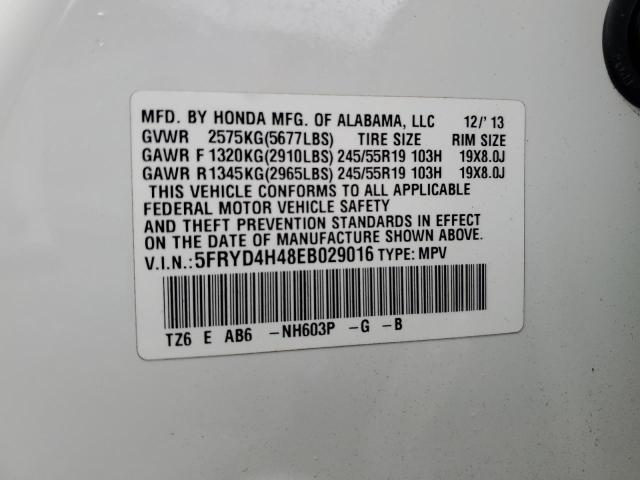 MFD. BY HONDA MFG. OF ALABAMA, LLC 12/' 13
GVWR 2575KG(5677LBS) TIRE SIZE RIM SIZE
GAWR F 1320KG(2910LBS) 245/55R19 103H 19X8.0J
GAWR R 1345KG(2965LBS) 245/55R19 103H 19X8.0J
THIS VEHICLE CONFORMS TO ALL APPLICABLE
FEDERAL MOTOR VEHICLE SAFETY
AND THEFT PREVENTION STANDARDS IN EFFECT
ON THE DATE OF MANUFACTURE SHOWN ABOVE.
V.I.N.:5FRYD4H48EB029016 TYPE: MPV
TZ6 E AB6 -NH603P -G -B